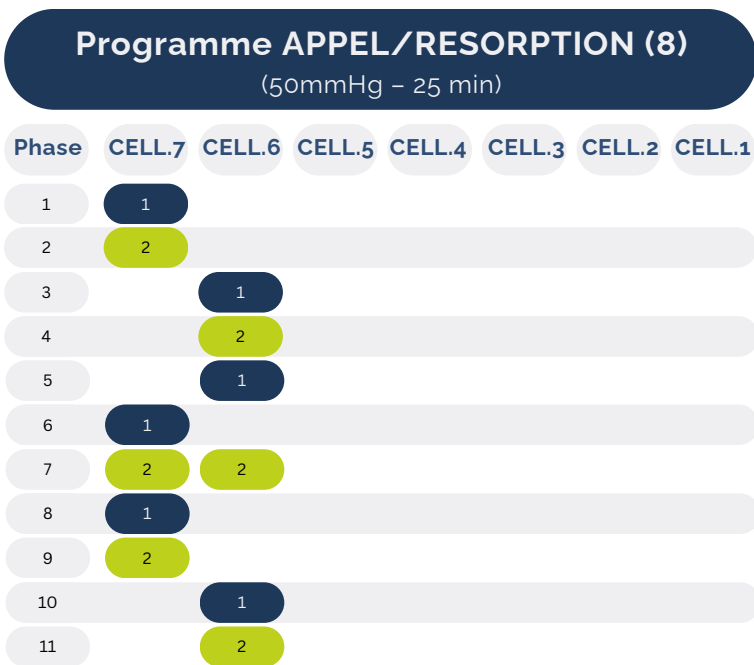 Programme APPEL/RESORPTION (8)
(50mmHg – 25 min)
Phase CELL.7 CELL.6 CELL.5 CELL.4 CELL.3 CELL.2 CELL.1
1 1
2 2
3 1
4 2
5 1
6 1
7 2 2
8 1
9 2
10 1
11 2